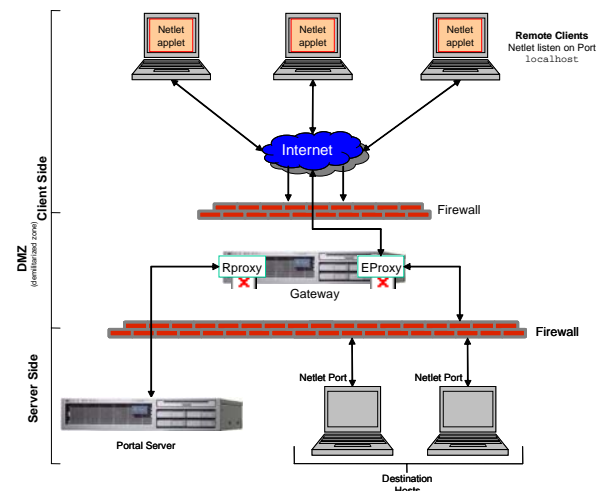 Netlet
applet
Netlet
applet
Netlet
applet
Remote Clients
Netlet listen on Port
localhost
Internet
Firewall
Client Side
DMZ
(demilitarized zone)
Server Side
Rproxy
EProxy
Gateway
Firewall
Netlet Port
Netlet Port
Portal Server
Destination
Hosts